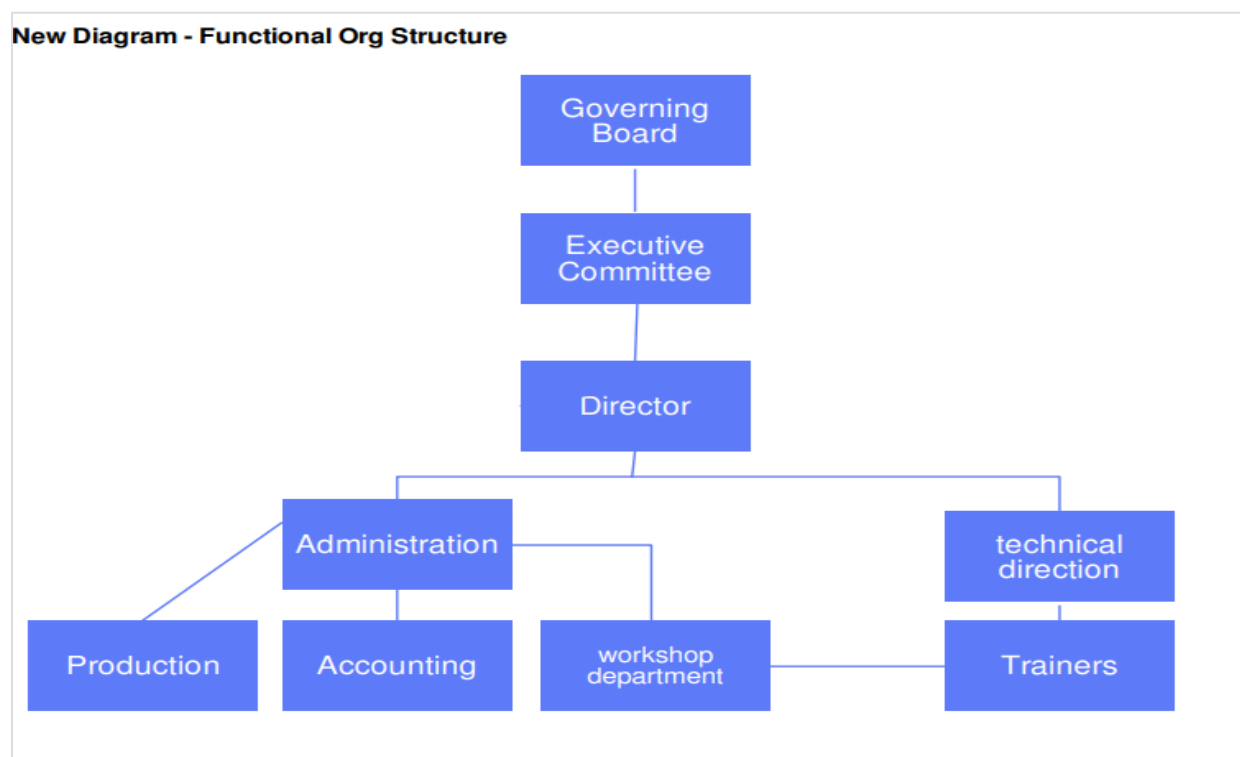 New Diagram - Functional Org Structure
Governing
Board
Executive
Committee
Director
Administration
technical
direction
Production
Accounting
workshop
department
Trainers